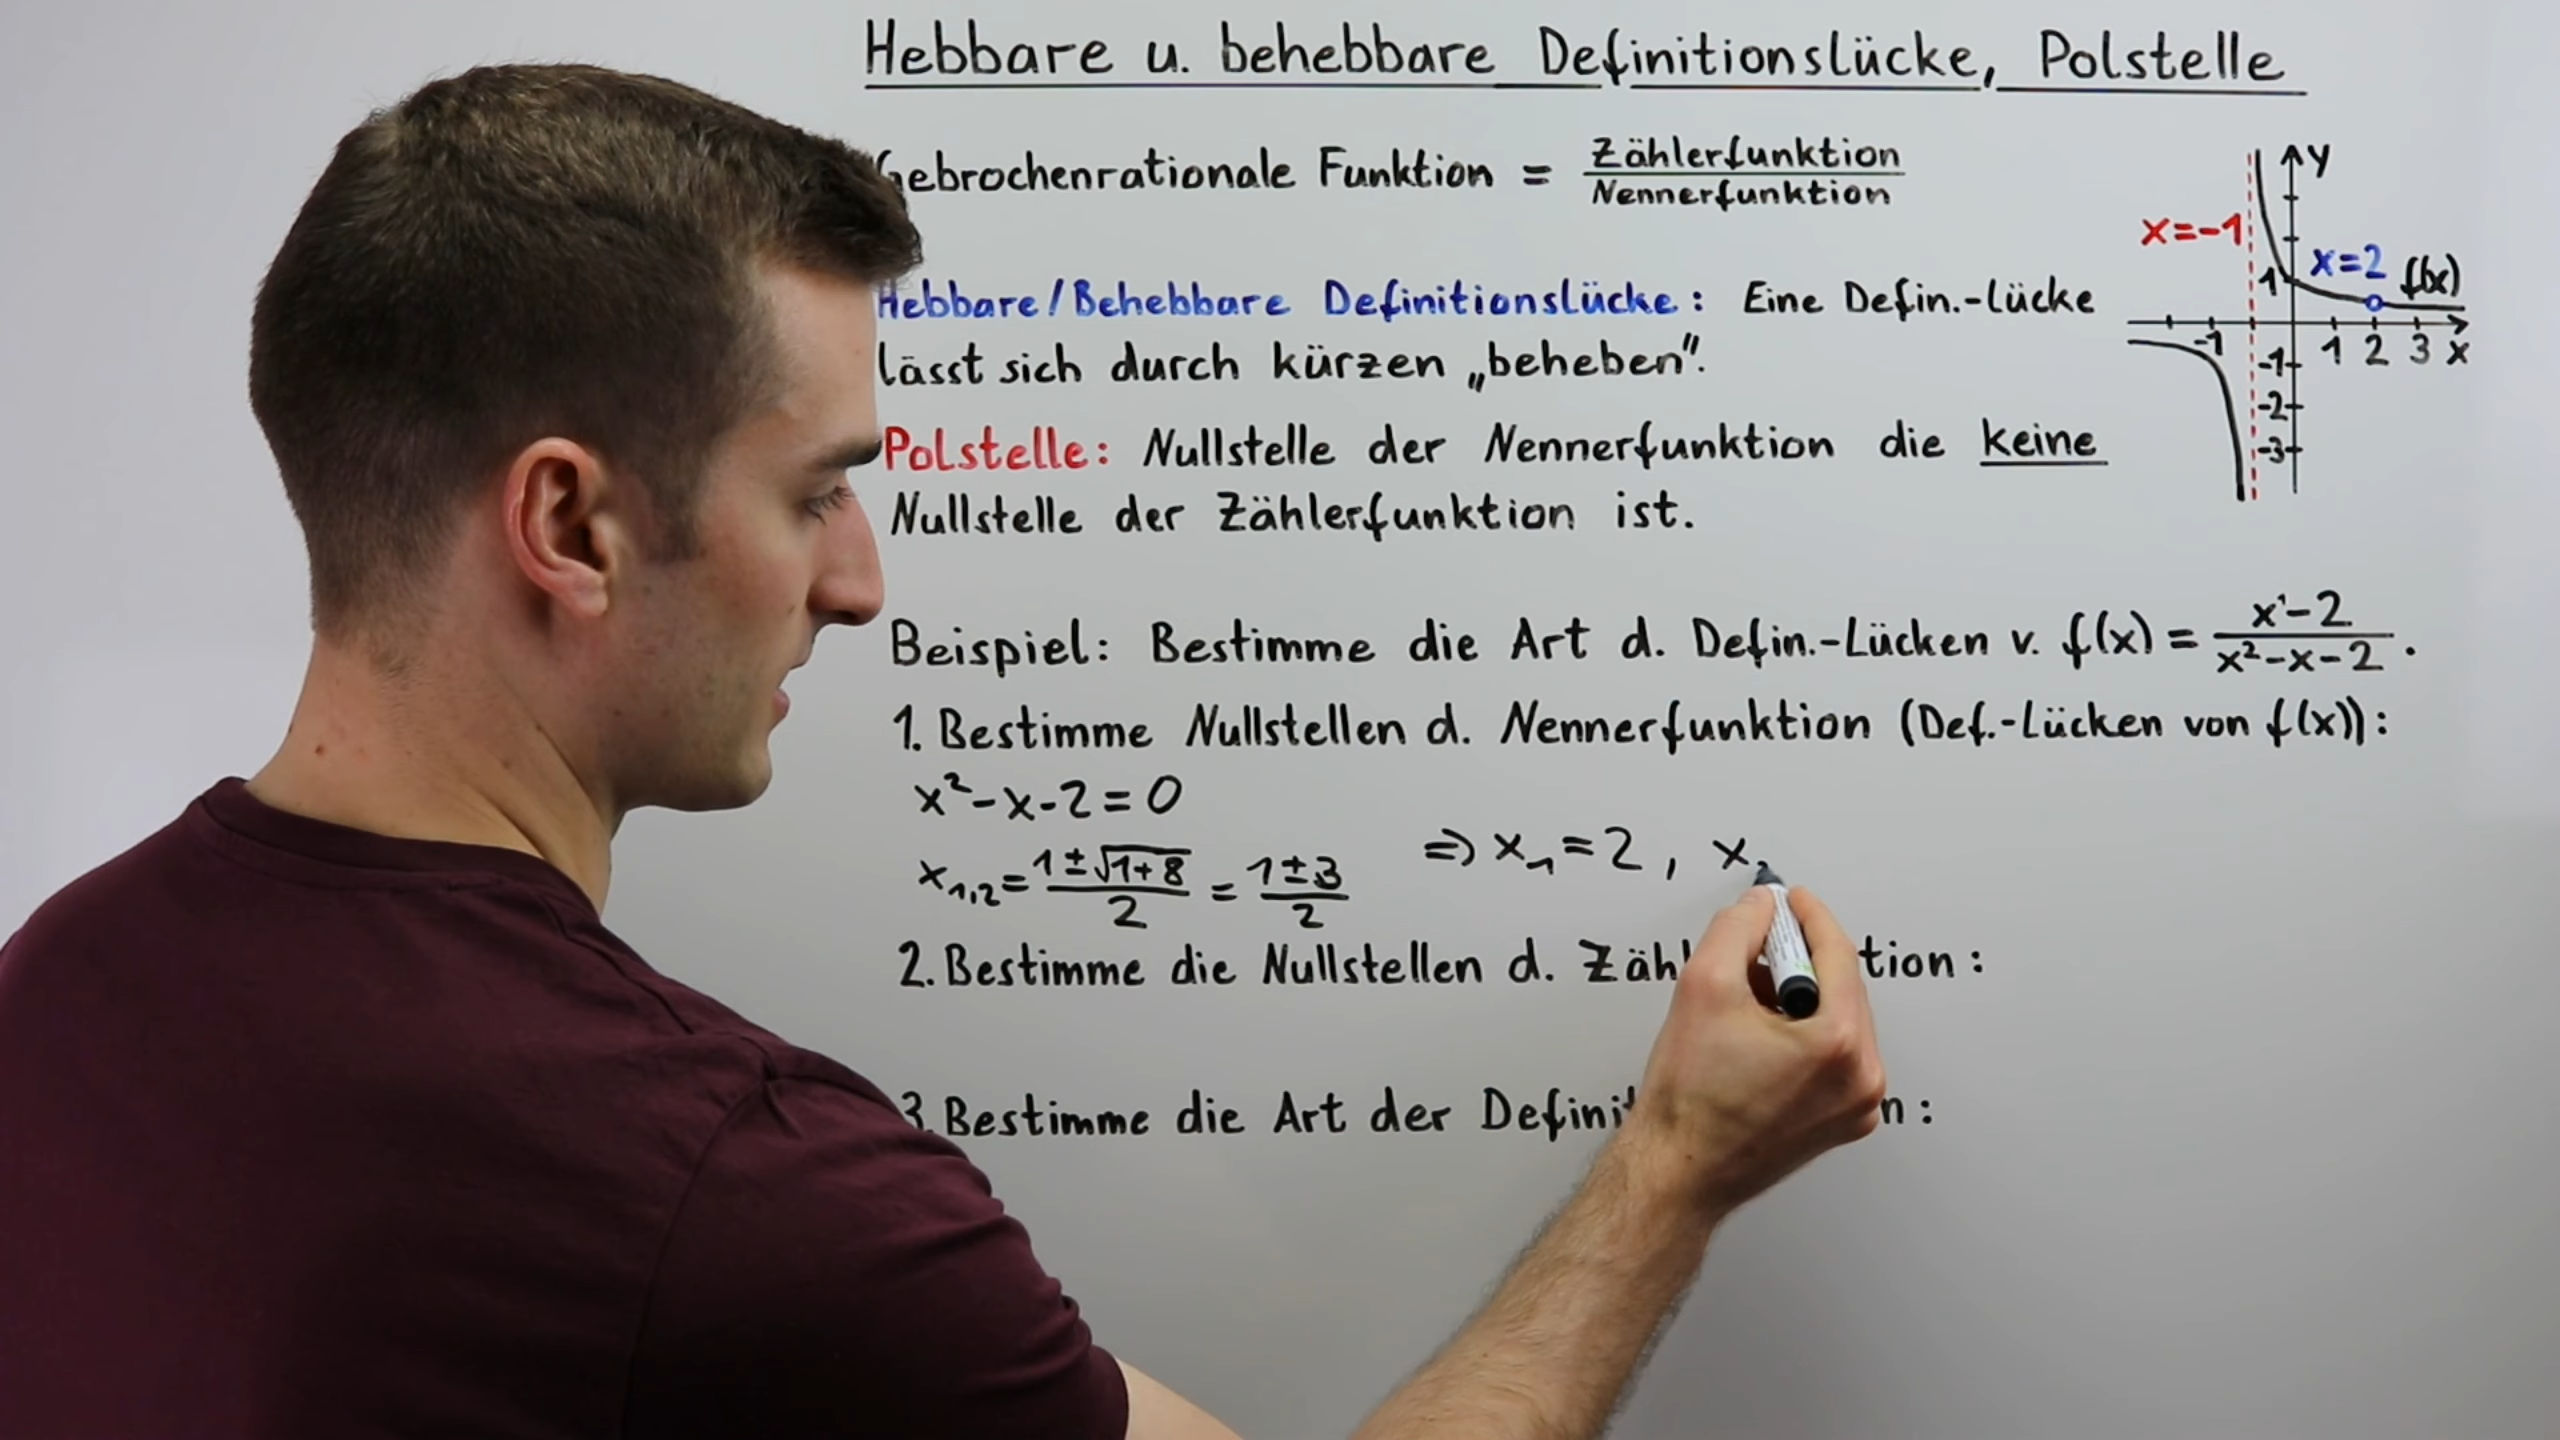 Hebbare u. behebbare Definitionslücke, Polstelle
Gebrochenrationale Funktion = Zählerfunktion / Nennerfunktion
Hebbare/Behebbare Definitionslücke: Eine Defin.-lücke
lässt sich durch kürzen „beheben".
Polstelle: Nullstelle der Nennerfunktion die keine
Nullstelle der Zählerfunktion ist.
y
x=-1
x=2 f(x)
1
-1 1 2 3 x
-1
-2
-3
Beispiel: Bestimme die Art d. Defin.-Lücken v. f(x) = (x-2)/(x²-x-2).
1. Bestimme Nullstellen d. Nennerfunktion (Def.-Lücken von f(x)):
x²-x-2=0
x₁,₂ = (1±√(1+8))/2 = (1±3)/2 ⇒ x₁=2, x
2. Bestimme die Nullstellen d. Zähl tion:
3. Bestimme die Art der Defini n: